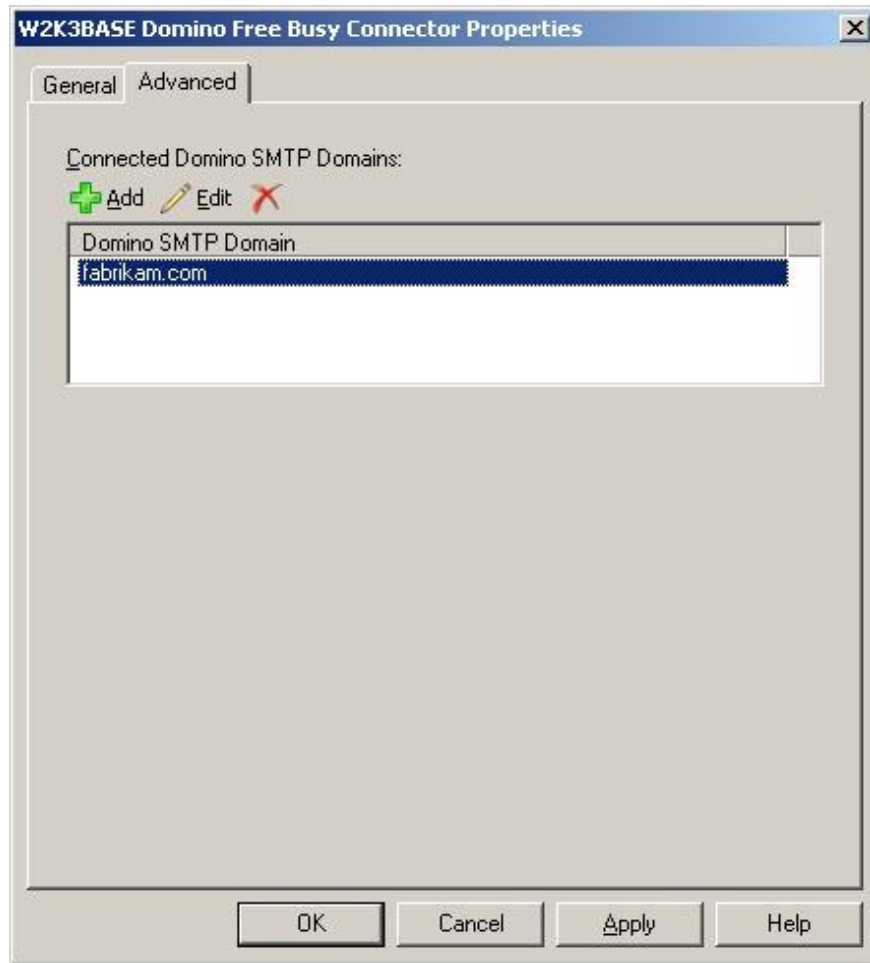 W2K3BASE Domino Free Busy Connector Properties
General Advanced
Connected Domino SMTP Domains:
Add Edit
Domino SMTP Domain
fabrikam.com
OK Cancel Apply Help